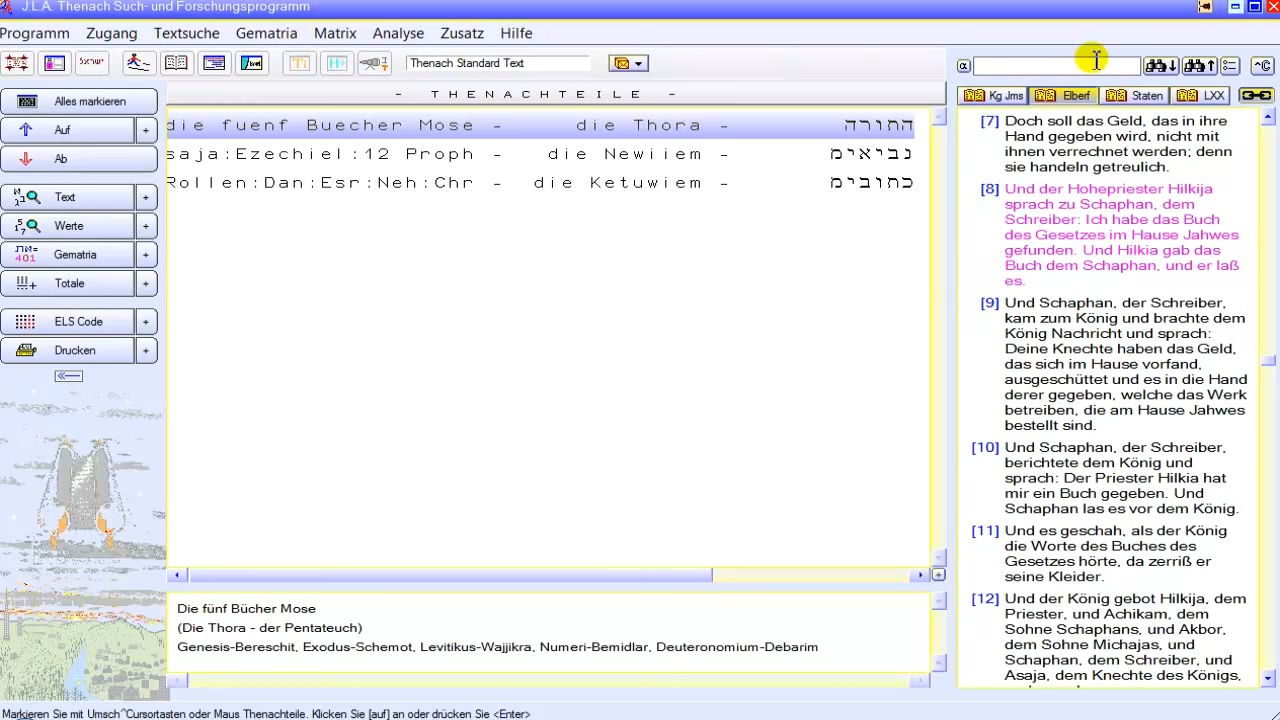 J.L.A. Thenach Such- und Forschungsprogramm
Programm Zugang Textsuche Gematria Matrix Analyse Zusatz Hilfe
Thenach Standard Text
Alles markieren
- THENACHTEILE -
Kg Jms Elberf Staten LXX
Auf +
Ab
Text +
Werte +
Gematria +
Totale +
ELS Code +
Drucken +
die fuenf Buecher Mose - die Thora - התורה
saja:Ezechiel:12 Proph - die Newiiem - נביאימ
Rollen:Dan:Esr:Neh:Chr - die Ketuwiem - כתובימ
Die fünf Bücher Mose
(Die Thora - der Pentateuch)
Genesis-Bereschit, Exodus-Schemot, Levitikus-Wajjikra, Numeri-Bemidlar, Deuteronomium-Debarim
[7] Doch soll das Geld, das in ihre
Hand gegeben wird, nicht mit
ihnen verrechnet werden; denn
sie handeln getreulich.
[8] Und der Hohepriester Hilkija
sprach zu Schaphan, dem
Schreiber: Ich habe das Buch
des Gesetzes im Hause Jahwes
gefunden. Und Hilkia gab das
Buch dem Schaphan, und er laß
es.
[9] Und Schaphan, der Schreiber,
kam zum König und brachte dem
König Nachricht und sprach:
Deine Knechte haben das Geld,
das sich im Hause vorfand,
ausgeschüttet und es in die Hand
derer gegeben, welche das Werk
betreiben, die am Hause Jahwes
bestellt sind.
[10] Und Schaphan, der Schreiber,
berichtete dem König und
sprach: Der Priester Hilkia hat
mir ein Buch gegeben. Und
Schaphan las es vor dem König.
[11] Und es geschah, als der König
die Worte des Buches des
Gesetzes hörte, da zerriß er
seine Kleider.
[12] Und der König gebot Hilkija, dem
Priester, und Achikam, dem
Sohne Schaphans, und Akbor,
dem Sohne Michajas, und
Schaphan, dem Schreiber, und
Asaja, dem Knechte des Königs,
Markieren Sie mit Umsch^Cursortasten oder Maus Thenachteile. Klicken Sie [auf] an oder drücken Sie <Enter>